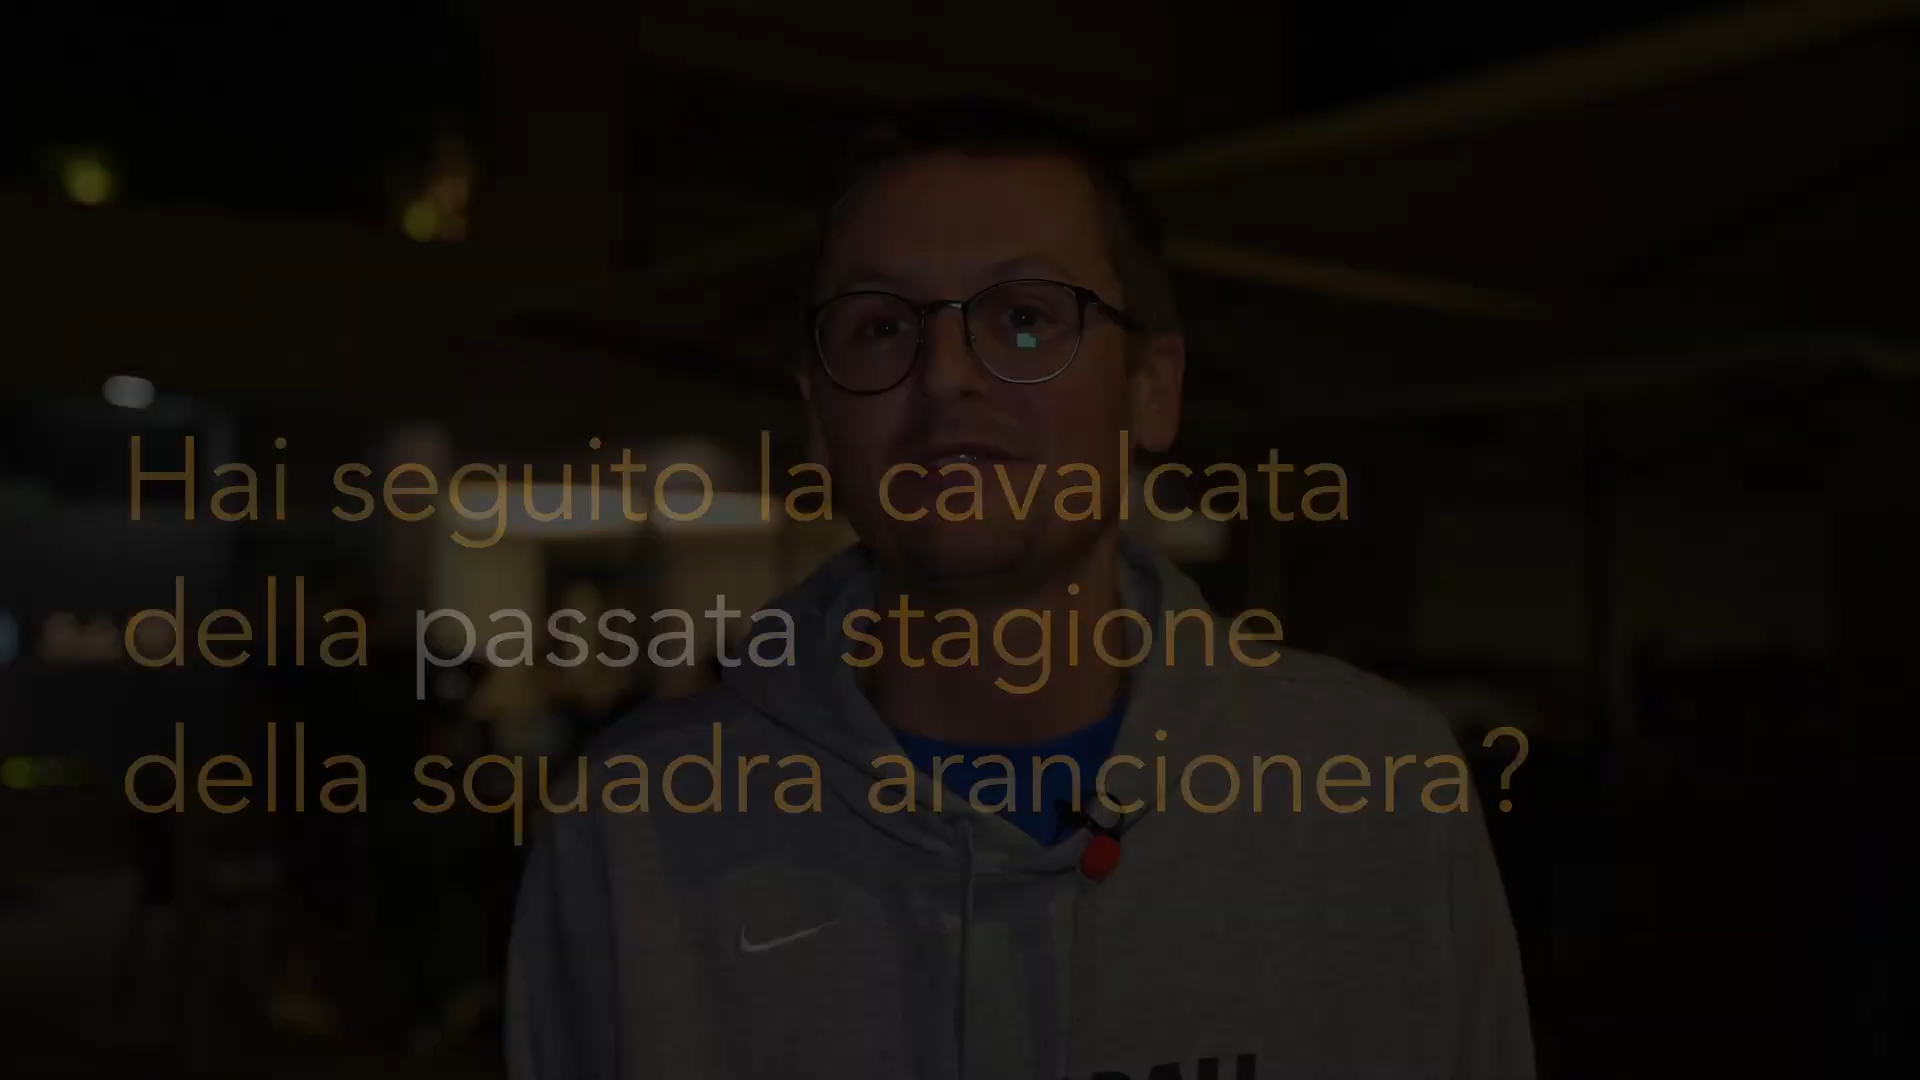 Hai seguito la cavalcata
della passata stagione
della squadra arancionera?